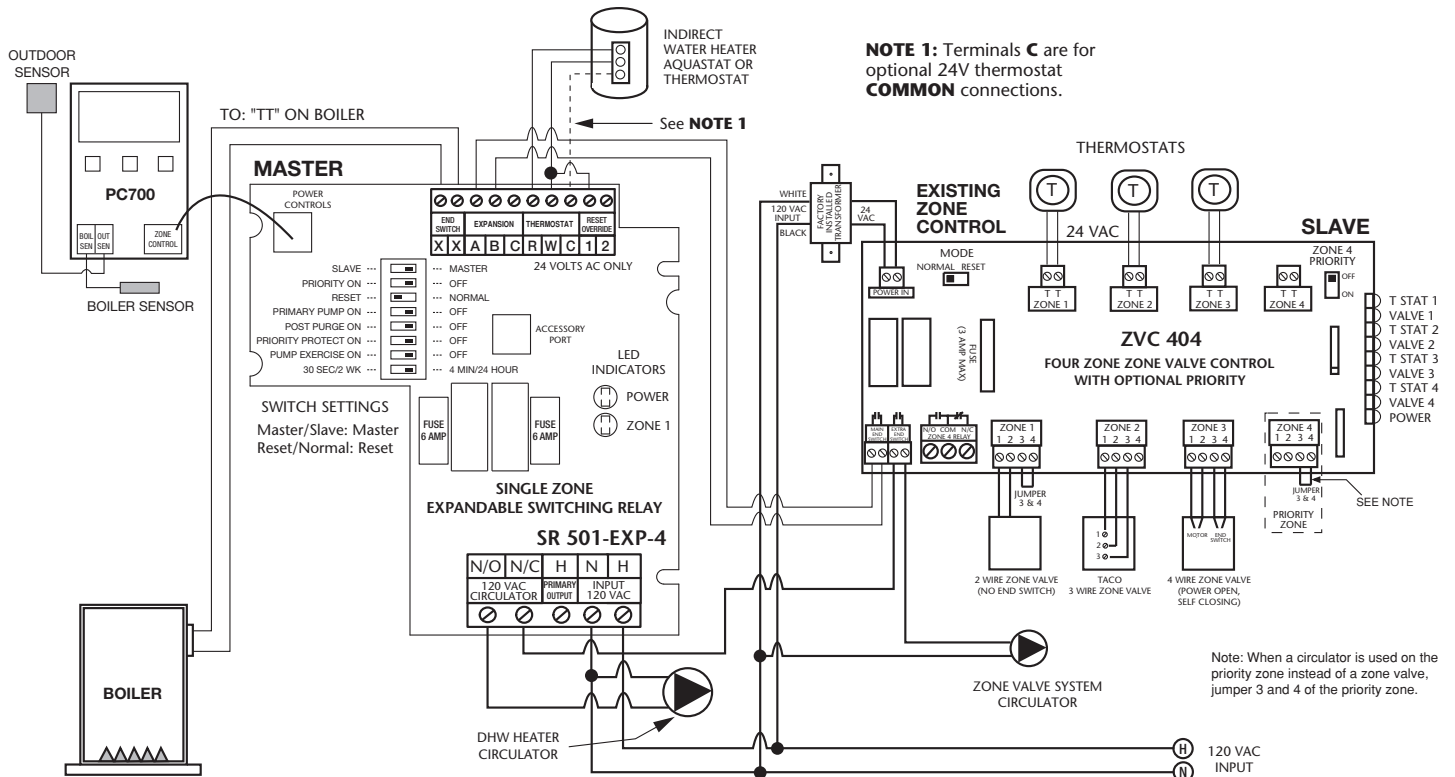 OUTDOOR
SENSOR
PC700
BOIL
SEN
OUT
SEN
ZONE
CONTROL
BOILER SENSOR
TO: "TT" ON BOILER
INDIRECT
WATER HEATER
AQUASTAT OR
THERMOSTAT
See NOTE 1
NOTE 1: Terminals C are for
optional 24V thermostat
COMMON connections.
MASTER
POWER
CONTROLS
END
SWITCH
EXPANSION
THERMOSTAT
RESET
OVERRIDE
X X A B C R W C 1 2
24 VOLTS AC ONLY
SLAVE --- --- MASTER
PRIORITY ON --- --- OFF
RESET --- --- NORMAL
PRIMARY PUMP ON --- --- OFF
POST PURGE ON --- --- OFF
PRIORITY PROTECT ON --- --- OFF
PUMP EXERCISE ON --- --- OFF
30 SEC/2 WK --- --- 4 MIN/24 HOUR
ACCESSORY
PORT
LED
INDICATORS
POWER
ZONE 1
SWITCH SETTINGS
Master/Slave: Master
Reset/Normal: Reset
FUSE
6 AMP
FUSE
6 AMP
SINGLE ZONE
EXPANDABLE SWITCHING RELAY
SR 501-EXP-4
N/O N/C H N H
120 VAC
CIRCULATOR
PRIMARY
OUTPUT
INPUT
120 VAC
BOILER
DHW HEATER
CIRCULATOR
WHITE
120 VAC
INPUT
BLACK
FACTORY
INSTALLED
TRANSFORMER
24
VAC
EXISTING
ZONE
CONTROL
THERMOSTATS
T
T
T
24 VAC
SLAVE
MODE
NORMAL RESET
POWER IN
T T
ZONE 1
T T
ZONE 2
T T
ZONE 3
T T
ZONE 4
ZONE 4
PRIORITY
OFF
ON
T STAT 1
VALVE 1
T STAT 2
VALVE 2
T STAT 3
VALVE 3
T STAT 4
VALVE 4
POWER
FUSE
(3 AMP MAX)
ZVC 404
FOUR ZONE ZONE VALVE CONTROL
WITH OPTIONAL PRIORITY
MAIN
END
SWITCH
EXTRA
END
SWITCH
N/O COM N/C
ZONE 4 RELAY
ZONE 1
1 2 3 4
ZONE 2
1 2 3 4
ZONE 3
1 2 3 4
ZONE 4
1 2 3 4
JUMPER
3 & 4
JUMPER
3 & 4
PRIORITY
ZONE
SEE NOTE
1
2
3
MOTOR
END
SWITCH
2 WIRE ZONE VALVE
(NO END SWITCH)
TACO
3 WIRE ZONE VALVE
4 WIRE ZONE VALVE
(POWER OPEN,
SELF CLOSING)
ZONE VALVE SYSTEM
CIRCULATOR
Note: When a circulator is used on the
priority zone instead of a zone valve,
jumper 3 and 4 of the priority zone.
H
N
120 VAC
INPUT